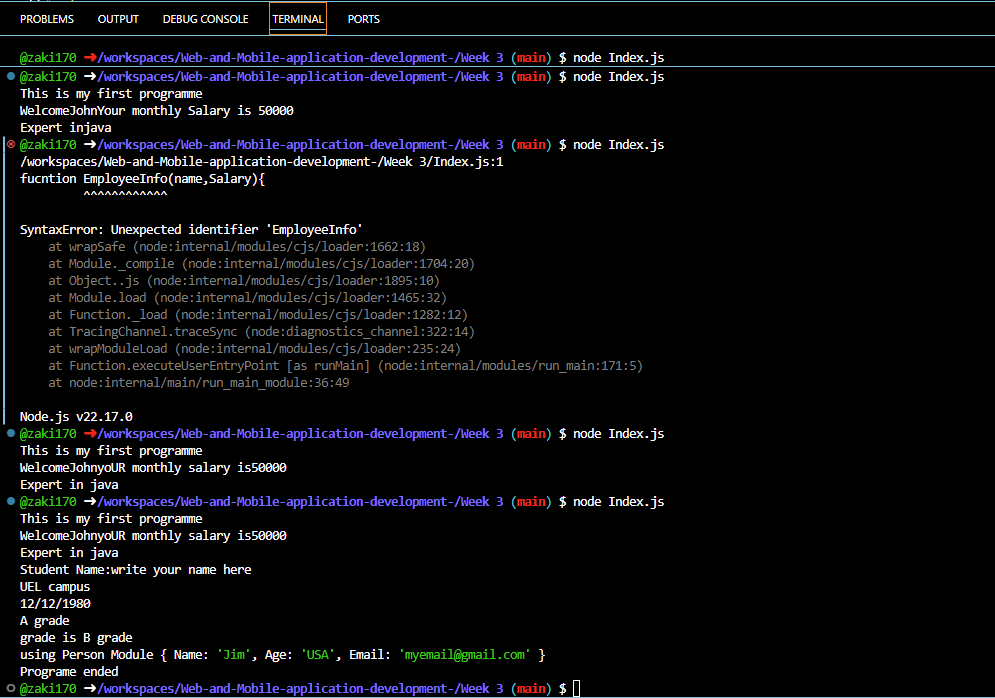 PROBLEMS OUTPUT DEBUG CONSOLE TERMINAL PORTS
@zaki170 ➜/workspaces/Web-and-Mobile-application-development-/Week 3 (main) $ node Index.js
@zaki170 ➜/workspaces/Web-and-Mobile-application-development-/Week 3 (main) $ node Index.js
This is my first programme
WelcomeJohnYour monthly Salary is 50000
Expert injava
@zaki170 ➜/workspaces/Web-and-Mobile-application-development-/Week 3 (main) $ node Index.js
/workspaces/Web-and-Mobile-application-development-/Week 3/Index.js:1
fucntion EmployeeInfo(name,Salary){
         ^^^^^^^^^^^^

SyntaxError: Unexpected identifier 'EmployeeInfo'
    at wrapSafe (node:internal/modules/cjs/loader:1662:18)
    at Module._compile (node:internal/modules/cjs/loader:1704:20)
    at Object..js (node:internal/modules/cjs/loader:1895:10)
    at Module.load (node:internal/modules/cjs/loader:1465:32)
    at Function._load (node:internal/modules/cjs/loader:1282:12)
    at TracingChannel.traceSync (node:diagnostics_channel:322:14)
    at wrapModuleLoad (node:internal/modules/cjs/loader:235:24)
    at Function.executeUserEntryPoint [as runMain] (node:internal/modules/run_main:171:5)
    at node:internal/main/run_main_module:36:49

Node.js v22.17.0
@zaki170 ➜/workspaces/Web-and-Mobile-application-development-/Week 3 (main) $ node Index.js
This is my first programme
WelcomeJohnyoUR monthly salary is50000
Expert in java
@zaki170 ➜/workspaces/Web-and-Mobile-application-development-/Week 3 (main) $ node Index.js
This is my first programme
WelcomeJohnyoUR monthly salary is50000
Expert in java
Student Name:write your name here
UEL campus
12/12/1980
A grade
grade is B grade
using Person Module { Name: 'Jim', Age: 'USA', Email: 'myemail@gmail.com' }
Programe ended
@zaki170 ➜/workspaces/Web-and-Mobile-application-development-/Week 3 (main) $